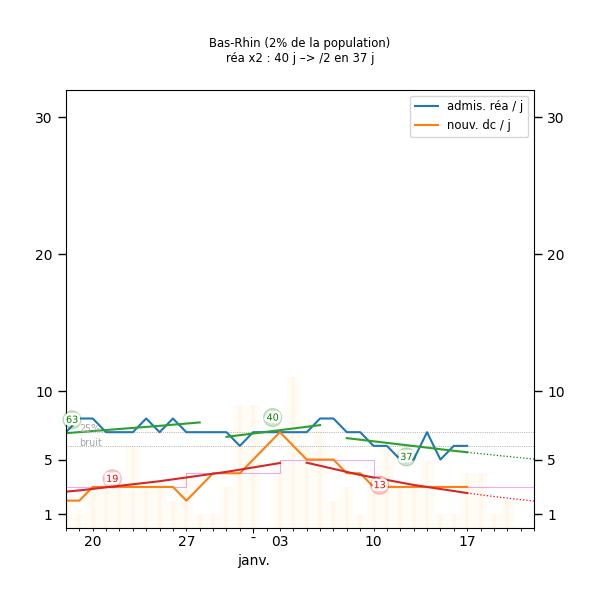 Bas-Rhin (2% de la population)
réa x2 : 40 j –> /2 en 37 j
admis. réa / j
nouv. dc / j
30 30
20 20
10 10
63
40
25%
bruit
37
5 5
19
13
1 1
20 27 - 03 10 17
janv.